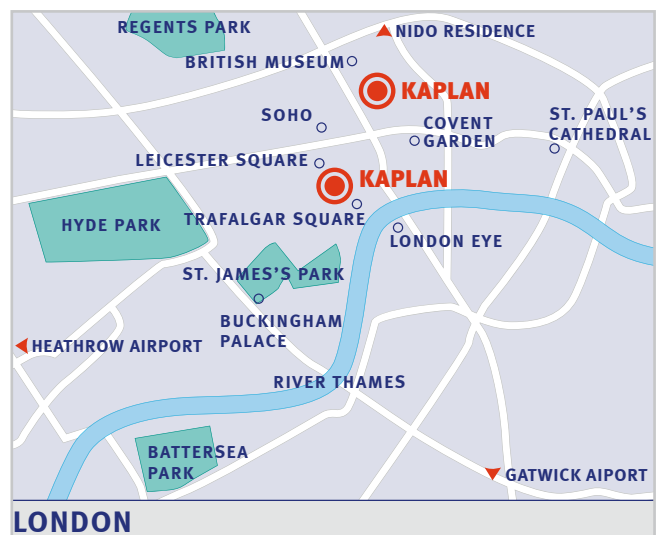 REGENTS PARK
NIDO RESIDENCE
BRITISH MUSEUM
KAPLAN
SOHO
COVENT
GARDEN
ST. PAUL'S
CATHEDRAL
LEICESTER SQUARE
KAPLAN
HYDE PARK
TRAFALGAR SQUARE
LONDON EYE
ST. JAMES'S PARK
BUCKINGHAM
PALACE
HEATHROW AIRPORT
RIVER THAMES
BATTERSEA
PARK
GATWICK AIPORT
LONDON